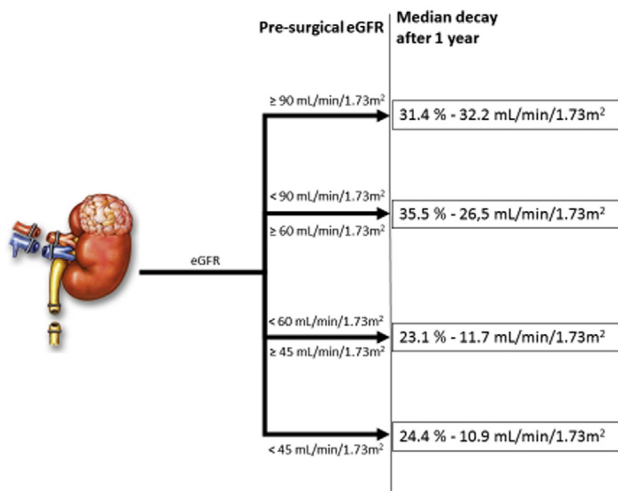 Pre-surgical eGFR
Median decay
after 1 year
≥ 90 mL/min/1.73m²
31.4 % - 32.2 mL/min/1.73m²
< 90 mL/min/1.73m²
35.5 % - 26,5 mL/min/1.73m²
≥ 60 mL/min/1.73m²
eGFR
< 60 mL/min/1.73m²
23.1 % - 11.7 mL/min/1.73m²
≥ 45 mL/min/1.73m²
24.4 % - 10.9 mL/min/1.73m²
< 45 mL/min/1.73m²